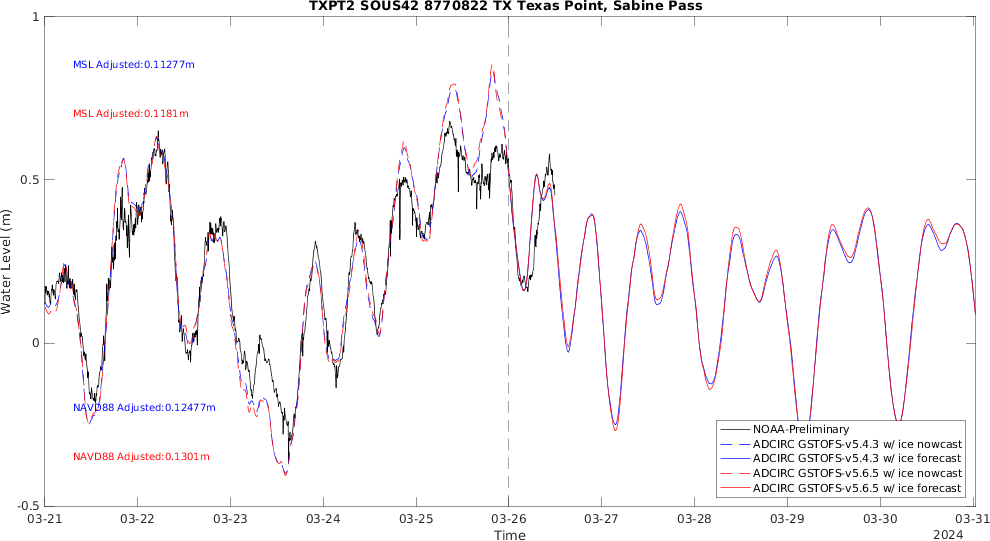 TXPT2 SOUS42 8770822 TX Texas Point, Sabine Pass
1
MSL Adjusted:0.11277m
MSL Adjusted:0.1181m
0.5
Water Level (m)
0
NAVD88 Adjusted:0.12477m
NAVD88 Adjusted:0.1301m
NOAA-Preliminary
ADCIRC GSTOFS-v5.4.3 w/ ice nowcast
ADCIRC GSTOFS-v5.4.3 w/ ice forecast
ADCIRC GSTOFS-v5.6.5 w/ ice nowcast
ADCIRC GSTOFS-v5.6.5 w/ ice forecast
-0.5
03-21 03-22 03-23 03-24 03-25 03-26 03-27 03-28 03-29 03-30 03-31
Time
2024